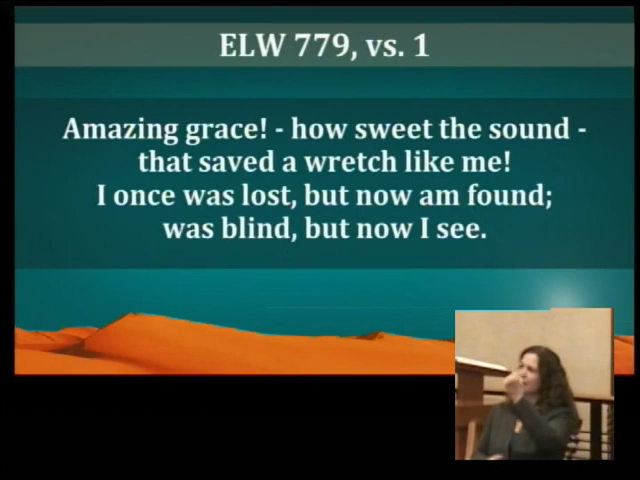 ELW 779, vs. 1
Amazing grace! - how sweet the sound -
that saved a wretch like me!
I once was lost, but now am found;
was blind, but now I see.